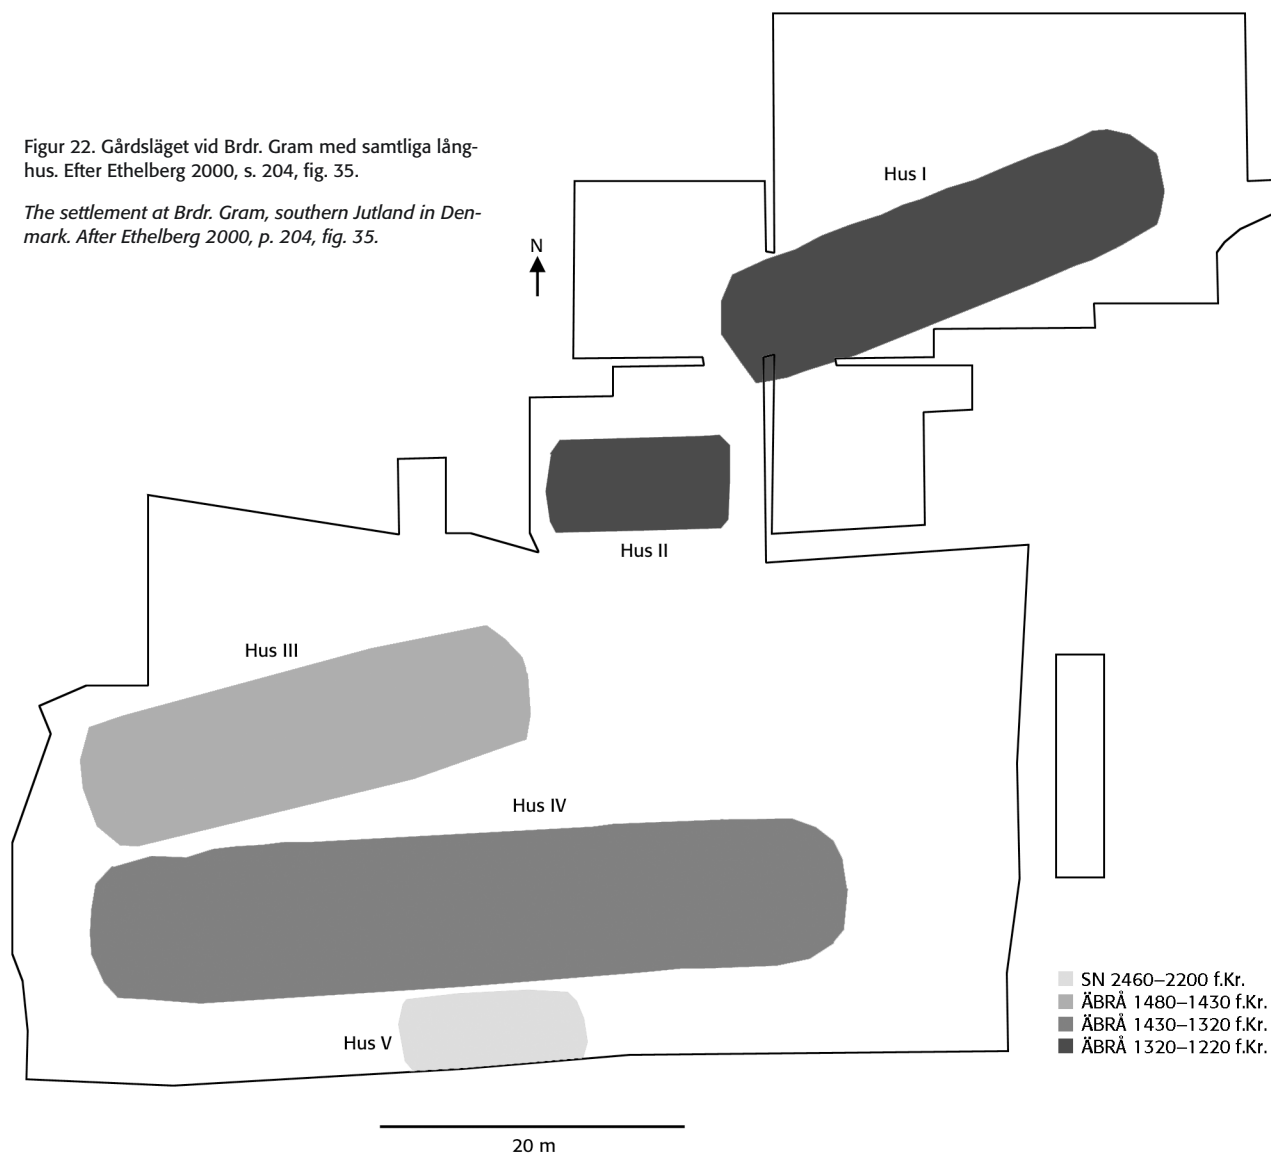 Figur 22. Gårdsläget vid Brdr. Gram med samtliga lång-
hus. Efter Ethelberg 2000, s. 204, fig. 35.
The settlement at Brdr. Gram, southern Jutland in Den-
mark. After Ethelberg 2000, p. 204, fig. 35.
N
Hus I
Hus II
Hus III
Hus IV
Hus V
SN 2460–2200 f.Kr.
ÄBRÅ 1480–1430 f.Kr.
ÄBRÅ 1430–1320 f.Kr.
ÄBRÅ 1320–1220 f.Kr.
20 m